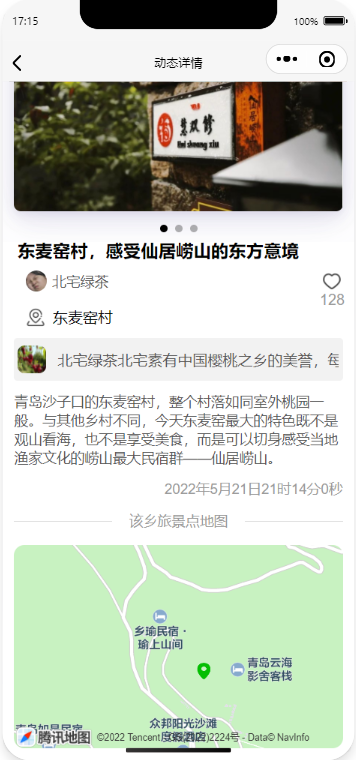 17:15
100%
动态详情
慧双修
Hui shuang xiu
东麦窑村，感受仙居崂山的东方意境
北宅绿茶
128
东麦窑村
北宅绿茶北宅素有中国樱桃之乡的美誉，每
青岛沙子口的东麦窑村，整个村落如同室外桃园一
般。与其他乡村不同，今天东麦窑最大的特色既不是
观山看海，也不是享受美食，而是可以切身感受当地
渔家文化的崂山最大民宿群——仙居崂山。
2022年5月21日21时14分0秒
该乡旅景点地图
乡瑜民宿·
瑜上山间
青岛云海
影舍客栈
众邦阳光沙滩
度假酒店
腾讯地图
©2022 Tencent
2224号 - Data© NavInfo